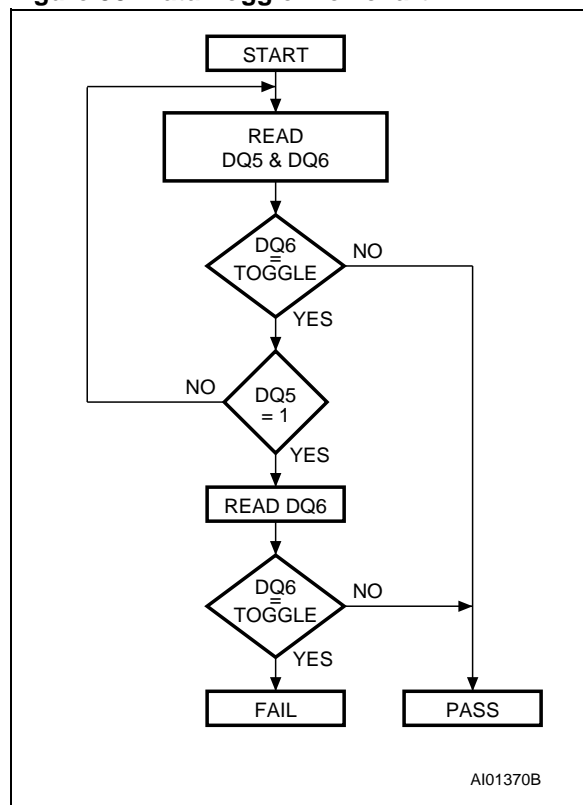 START
READ
DQ5 & DQ6
DQ6
=
TOGGLE
NO
YES
NO
DQ5
= 1
YES
READ DQ6
DQ6
=
TOGGLE
NO
YES
FAIL
PASS
AI01370B